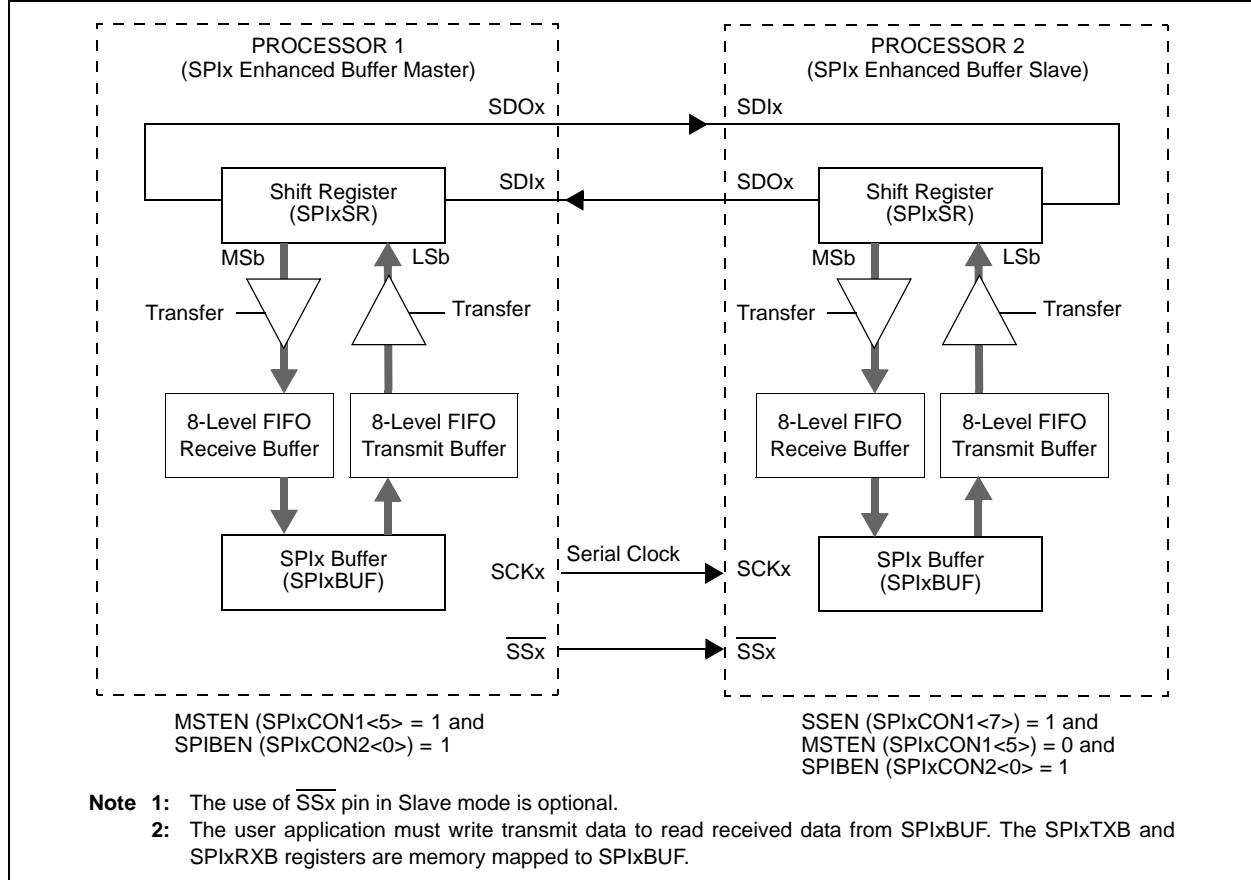 PROCESSOR 1
(SPIx Enhanced Buffer Master)
PROCESSOR 2
(SPIx Enhanced Buffer Slave)
SDOx
SDIx
Shift Register
(SPIxSR)
SDIx
SDOx
Shift Register
(SPIxSR)
MSb
LSb
MSb
LSb
Transfer
Transfer
Transfer
Transfer
8-Level FIFO
Receive Buffer
8-Level FIFO
Transmit Buffer
8-Level FIFO
Receive Buffer
8-Level FIFO
Transmit Buffer
SPIx Buffer
(SPIxBUF)
SCKx
Serial Clock
SCKx
SPIx Buffer
(SPIxBUF)
SSx
SSx
MSTEN (SPIxCON1<5> = 1 and
SPIBEN (SPIxCON2<0>) = 1
SSEN (SPIxCON1<7>) = 1 and
MSTEN (SPIxCON1<5>) = 0 and
SPIBEN (SPIxCON2<0> = 1
Note 1: The use of SSx pin in Slave mode is optional.
2: The user application must write transmit data to read received data from SPIxBUF. The SPIxTXB and
SPIxRXB registers are memory mapped to SPIxBUF.